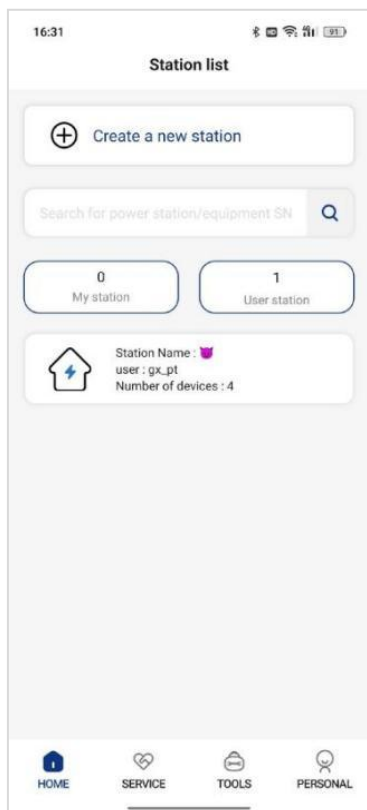 16:31
91
Station list
Create a new station
Search for power station/equipment SN
0
My station
1
User station
Station Name : 😈
user : gx_pt
Number of devices : 4
HOME
SERVICE
TOOLS
PERSONAL